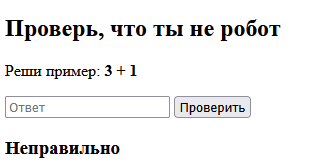 Проверь, что ты не робот
Реши пример: 3 + 1
Ответ Проверить
Неправильно